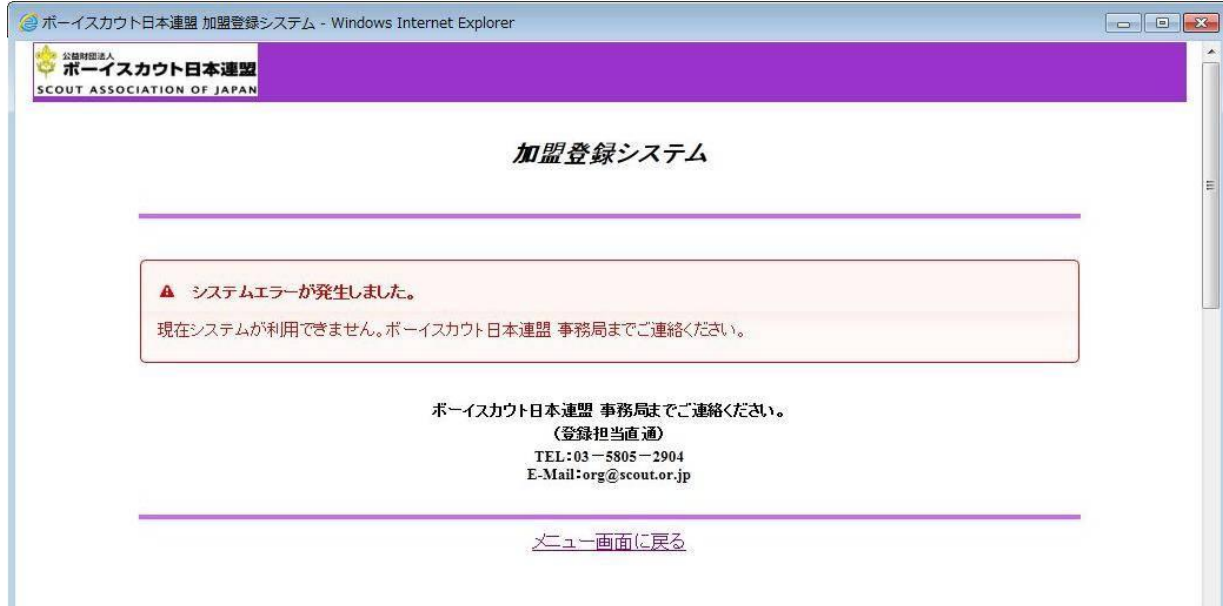 ボーイスカウト日本連盟 加盟登録システム - Windows Internet Explorer
公益財団法人
ボーイスカウト日本連盟
SCOUT ASSOCIATION OF JAPAN
加盟登録システム
システムエラーが発生しました。
現在システムが利用できません。ボーイスカウト日本連盟 事務局までご連絡ください。
ボーイスカウト日本連盟 事務局までご連絡ください。
（登録担当直通）
TEL：03－5805－2904
E-Mail：org@scout.or.jp
メニュー画面に戻る